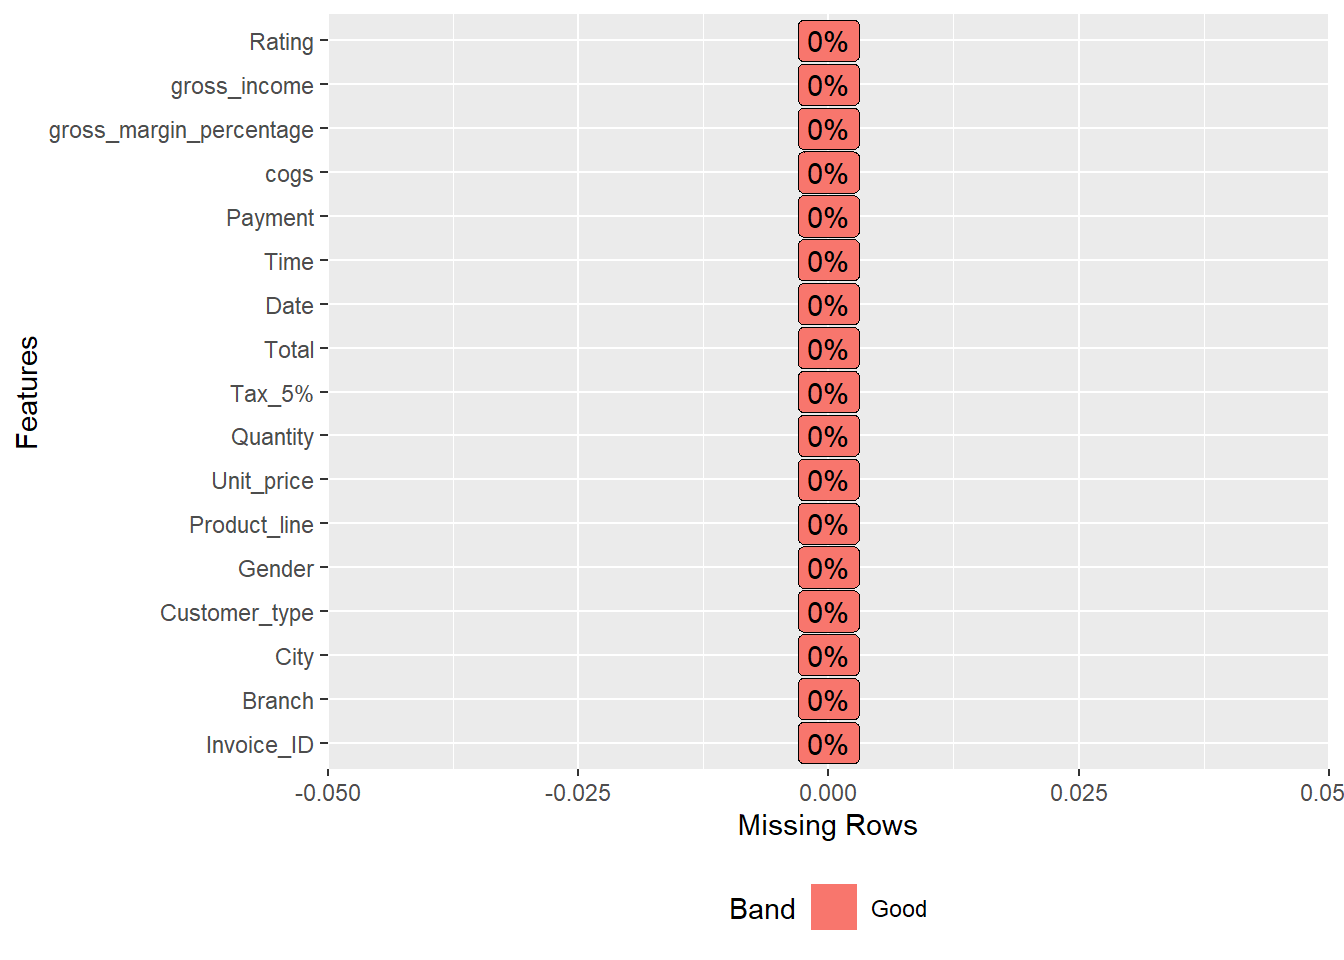 Rating 0%
gross_income 0%
gross_margin_percentage 0%
cogs 0%
Payment 0%
Time 0%
Date 0%
Total 0%
Tax_5% 0%
Quantity 0%
Unit_price 0%
Product_line 0%
Gender 0%
Customer_type 0%
City 0%
Branch 0%
Invoice_ID 0%
Features
-0.050 -0.025 0.000 0.025 0.05
Missing Rows
Band Good